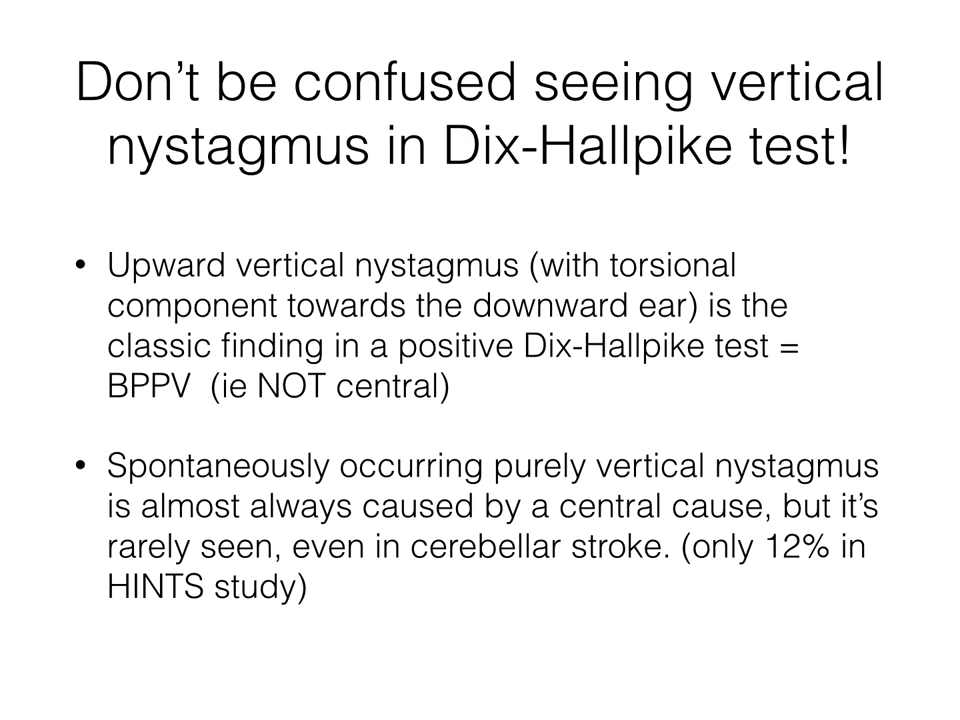 Don’t be confused seeing vertical
nystagmus in Dix-Hallpike test!
• Upward vertical nystagmus (with torsional
component towards the downward ear) is the
classic finding in a positive Dix-Hallpike test =
BPPV  (ie NOT central)
• Spontaneously occurring purely vertical nystagmus
is almost always caused by a central cause, but it’s
rarely seen, even in cerebellar stroke. (only 12% in
HINTS study)